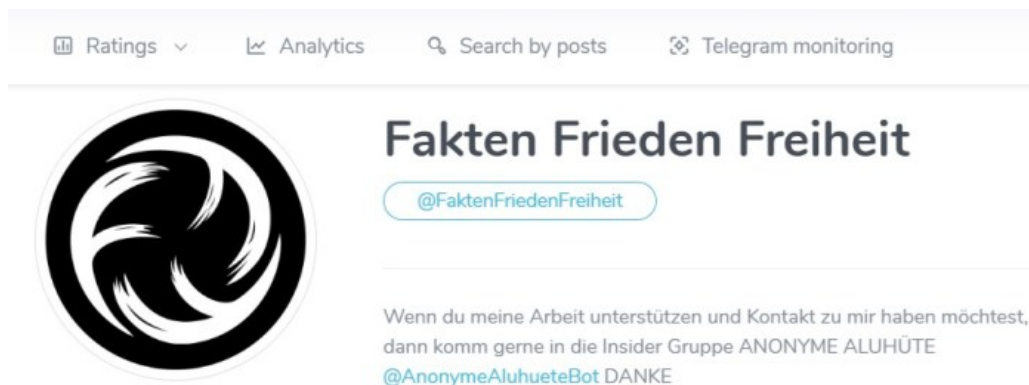 Ratings Analytics Search by posts Telegram monitoring
Fakten Frieden Freiheit
@FaktenFriedenFreiheit
Wenn du meine Arbeit unterstützen und Kontakt zu mir haben möchtest,
dann komm gerne in die Insider Gruppe ANONYME ALUHÜTE
@AnonymeAluhueteBot DANKE